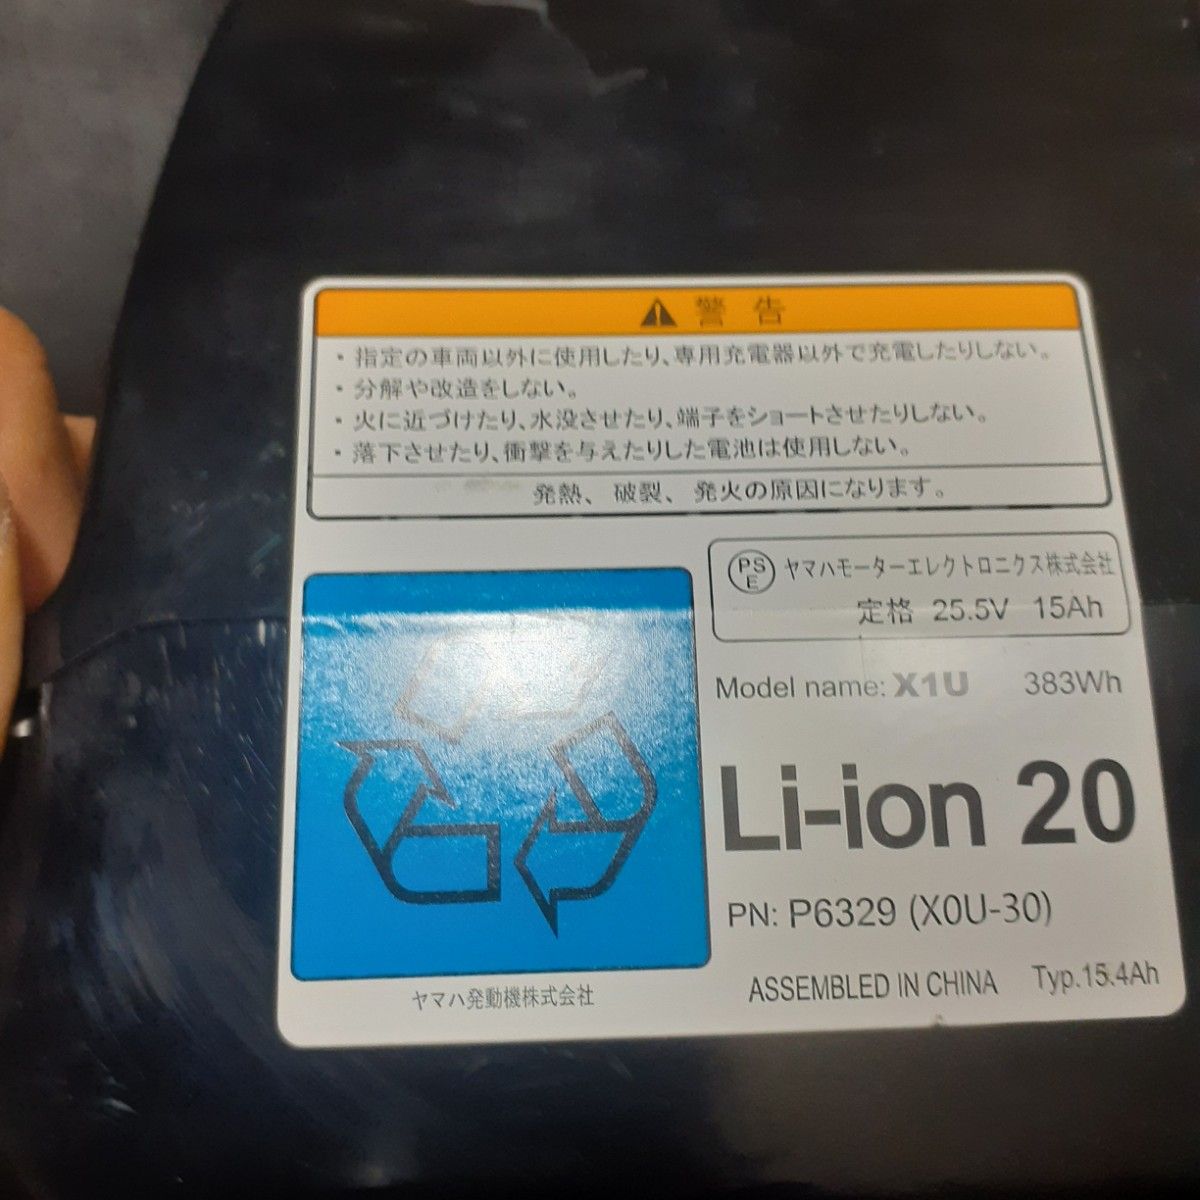 警告
・指定の車両以外に使用したり、専用充電器以外で充電したりしない。
・分解や改造をしない。
・火に近づけたり、水没させたり、端子をショートさせたりしない。
・落下させたり、衝撃を与えたりした電池は使用しない。
発熱、破裂、発火の原因になります。
PS
E
ヤマハモーターエレクトロニクス株式会社
定格 25.5V 15Ah
Model name: X1U 383Wh
Li-ion 20
PN: P6329 (X0U-30)
ASSEMBLED IN CHINA Typ.15.4Ah
ヤマハ発動機株式会社